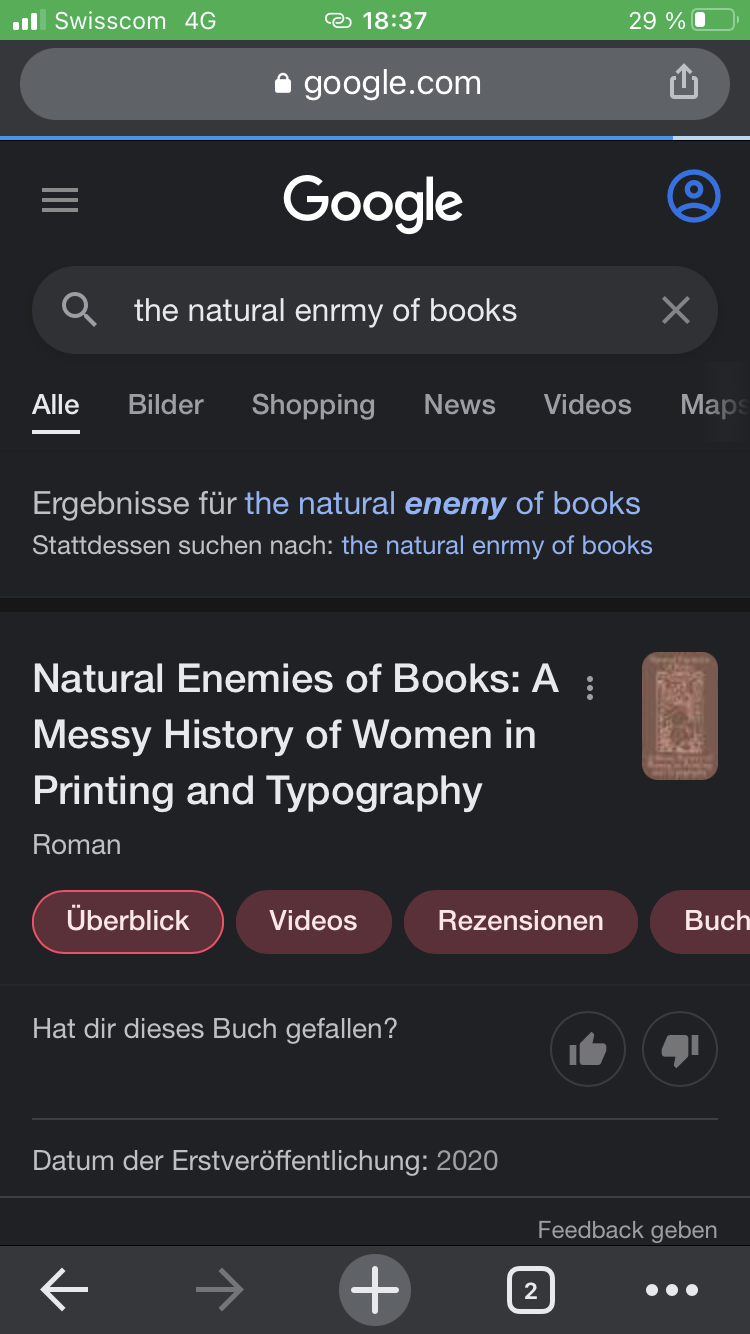 Swisscom 4G 18:37 29 %
google.com
Google
the natural enrmy of books
Alle Bilder Shopping News Videos Maps
Ergebnisse für the natural enemy of books
Stattdessen suchen nach: the natural enrmy of books
Natural Enemies of Books: A
Messy History of Women in
Printing and Typography
Roman
Überblick Videos Rezensionen Buch
Hat dir dieses Buch gefallen?
Datum der Erstveröffentlichung: 2020
Feedback geben
2